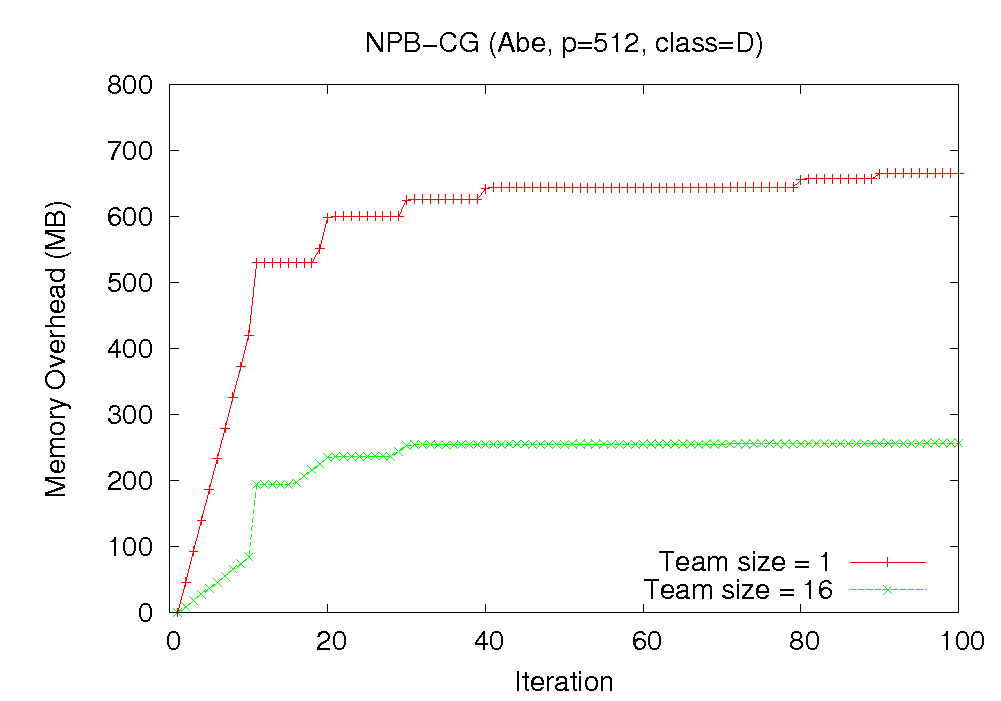 NPB−CG (Abe, p=512, class=D)
800
700
600
500
400
300
200
100
0
Memory Overhead (MB)
Team size = 1
Team size = 16
0 20 40 60 80 100
Iteration